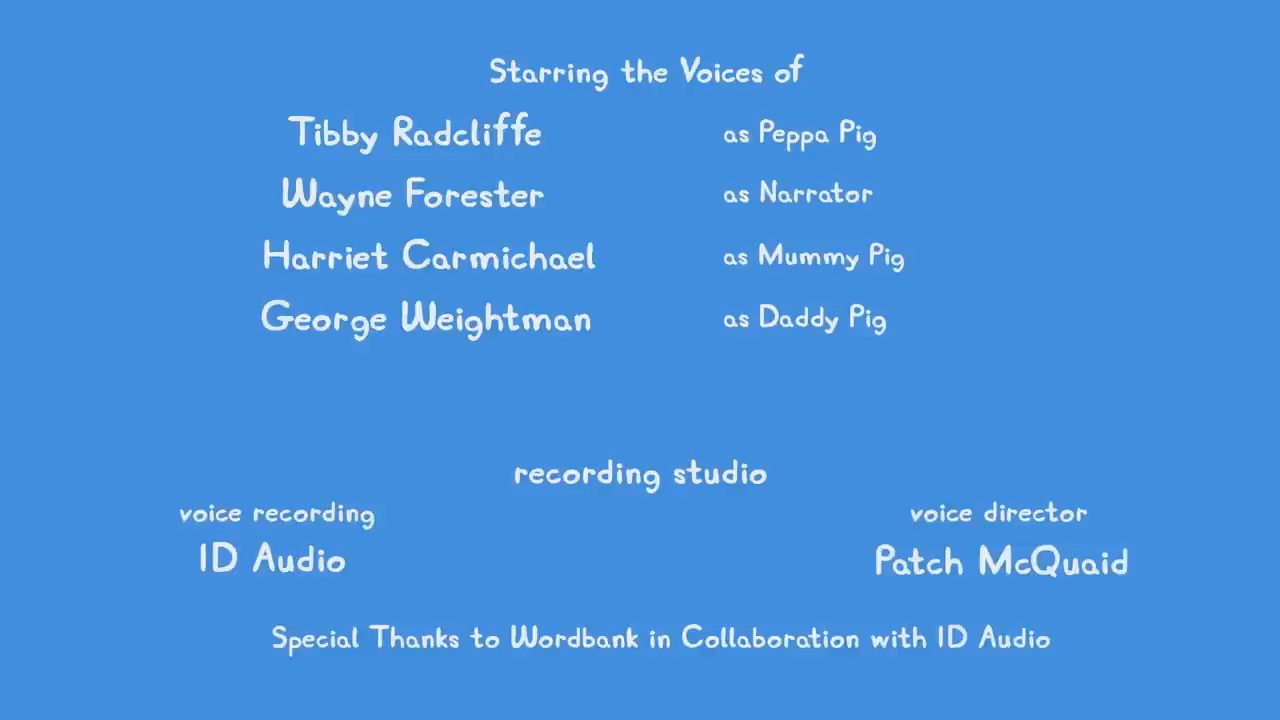 Starring the Voices of
Tibby Radcliffe as Peppa Pig
Wayne Forester as Narrator
Harriet Carmichael as Mummy Pig
George Weightman as Daddy Pig
recording studio
voice recording
ID Audio
voice director
Patch McQuaid
Special Thanks to Wordbank in Collaboration with ID Audio